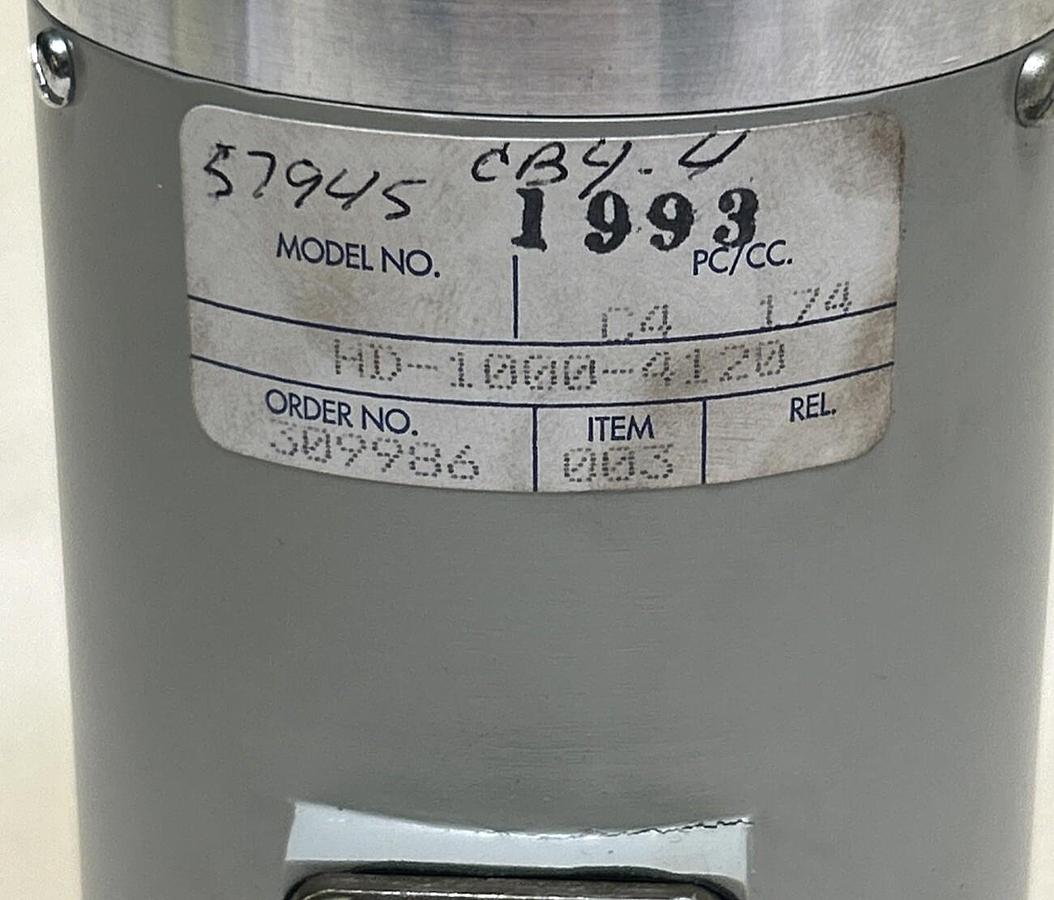 57945 CB4-4
1993
MODEL NO. PC/CC.
C4 174
HD-1000-4120
ORDER NO. ITEM REL.
309986 003